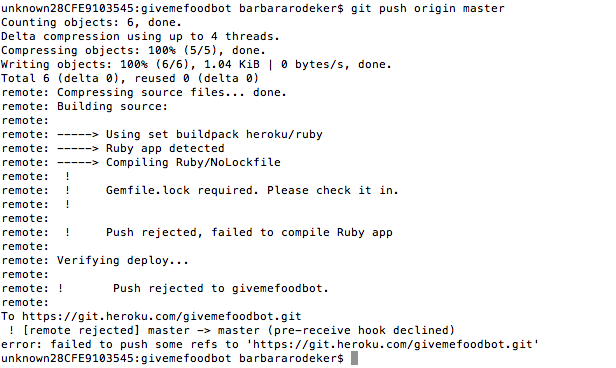 unknown28CFE9103545:givemefoodbot barbararodeker$ git push origin master
Counting objects: 6, done.
Delta compression using up to 4 threads.
Compressing objects: 100% (5/5), done.
Writing objects: 100% (6/6), 1.04 KiB | 0 bytes/s, done.
Total 6 (delta 0), reused 0 (delta 0)
remote: Compressing source files... done.
remote: Building source:
remote:
remote: -----> Using set buildpack heroku/ruby
remote: -----> Ruby app detected
remote: -----> Compiling Ruby/NoLockfile
remote:  !
remote:  !     Gemfile.lock required. Please check it in.
remote:  !
remote:
remote:  !     Push rejected, failed to compile Ruby app
remote:
remote: Verifying deploy...
remote:
remote: !       Push rejected to givemefoodbot.
remote:
To https://git.heroku.com/givemefoodbot.git
 ! [remote rejected] master -> master (pre-receive hook declined)
error: failed to push some refs to 'https://git.heroku.com/givemefoodbot.git'
unknown28CFE9103545:givemefoodbot barbararodeker$